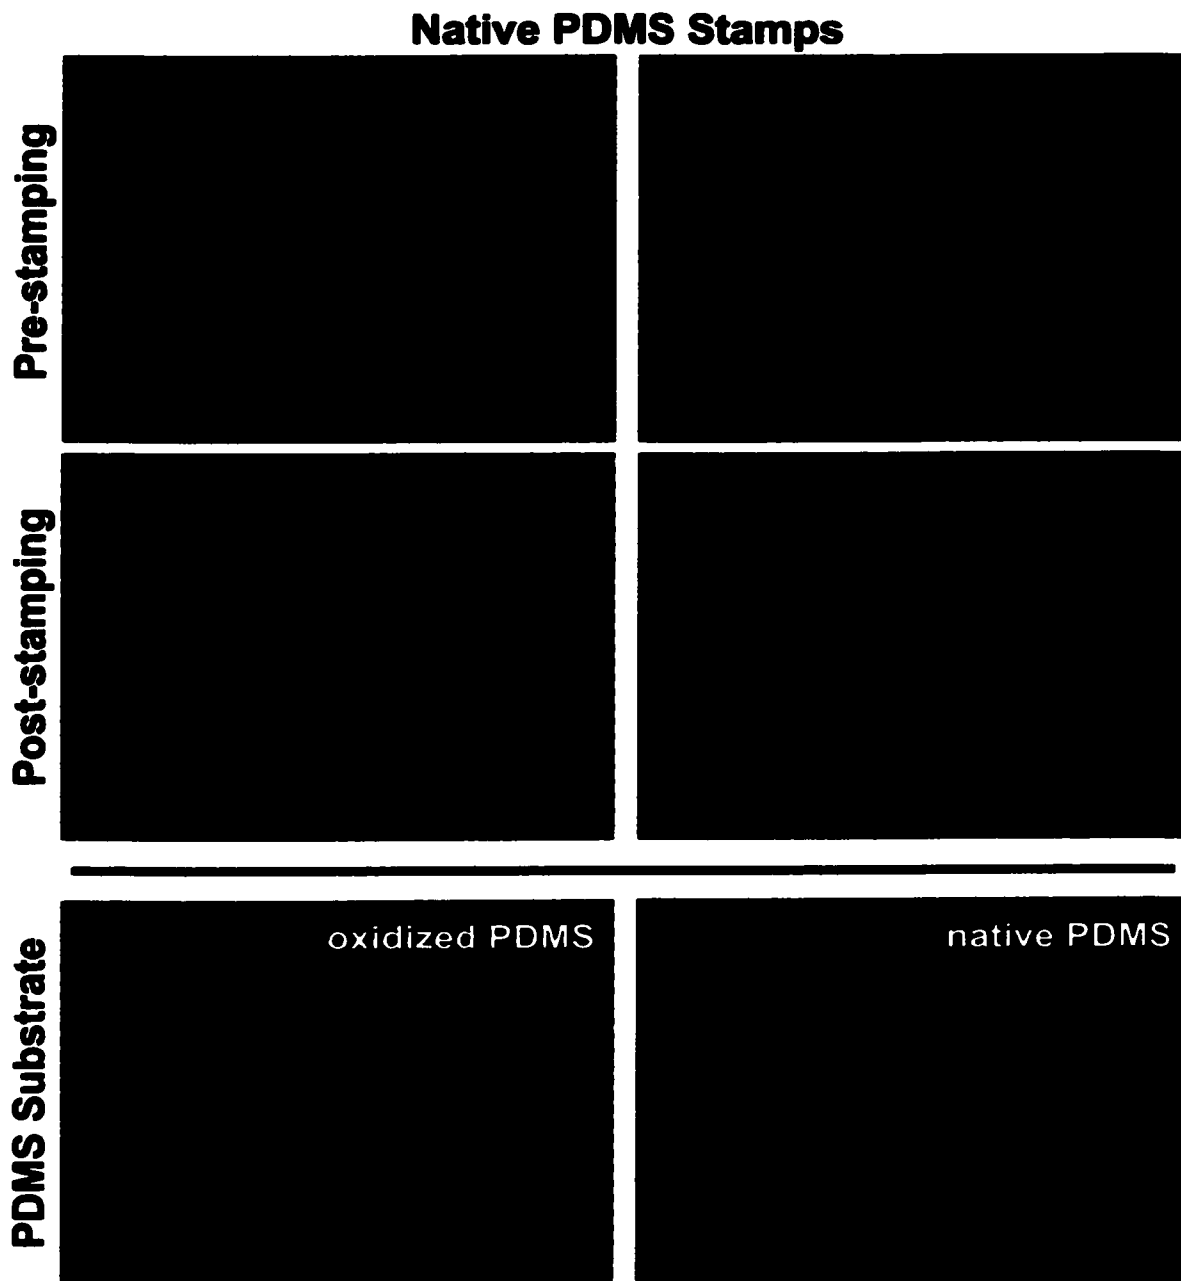 Native PDMS Stamps
Pre-stamping
Post-stamping
PDMS Substrate
oxidized PDMS
native PDMS